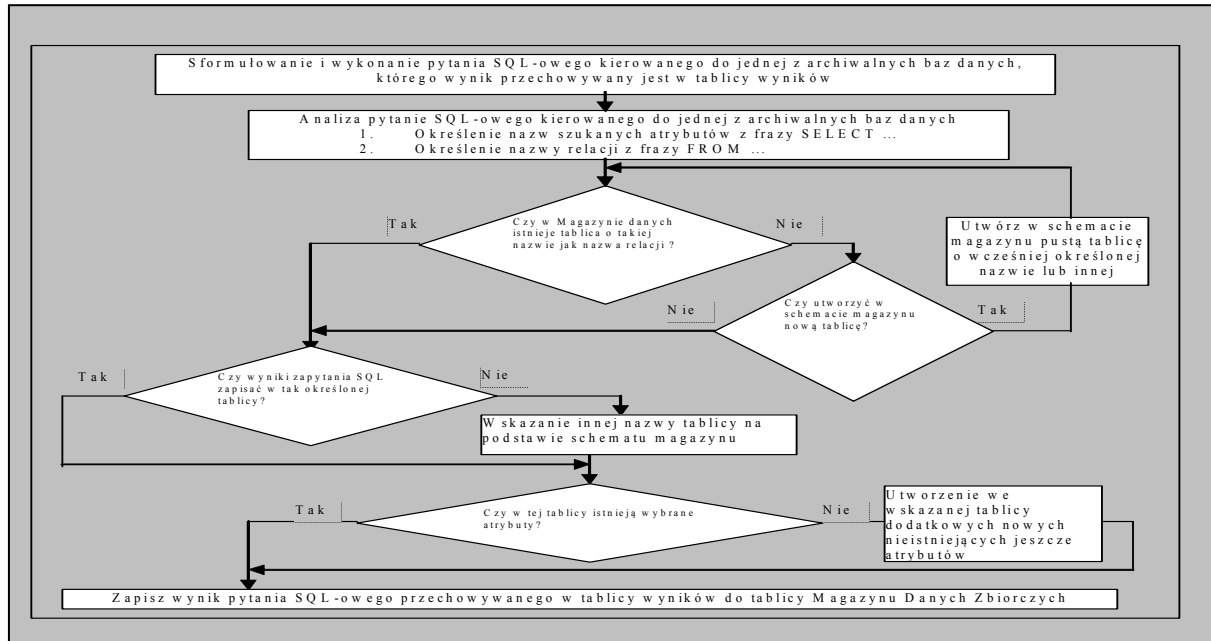 Sformułowanie i wykonanie pytania SQL-owego kierowanego do jednej z archiwalnych baz danych,
którego wynik przechowywany jest w tablicy wyników
Analiza pytanie SQL-owego kierowanego do jednej z archiwalnych baz danych
1. Określenie nazw szukanych atrybutów z frazy SELECT ...
2. Określenie nazwy relacji z frazy FROM ...
Tak
Czy w Magazynie danych
istnieje tablica o takiej
nazwie jak nazwa relacji ?
Nie
Utwórz w schemacie
magazynu pustą tablicę
o wcześniej określonej
nazwie lub innej
Nie
Czy utworzyć w
schemacie magazynu
nową tablicę?
Tak
Tak
Czy wyniki zapytania SQL
zapisać w tak określonej
tablicy?
Nie
Wskazanie innej nazwy tablicy na
podstawie schematu magazynu
Tak
Czy w tej tablicy istnieją wybrane
atrybuty?
Nie
Utworzenie we
wskazanej tablicy
dodatkowych nowych
nieistniejących jeszcze
atrybutów
Zapisz wynik pytania SQL-owego przechowywanego w tablicy wyników do tablicy Magazynu Danych Zbiorczych